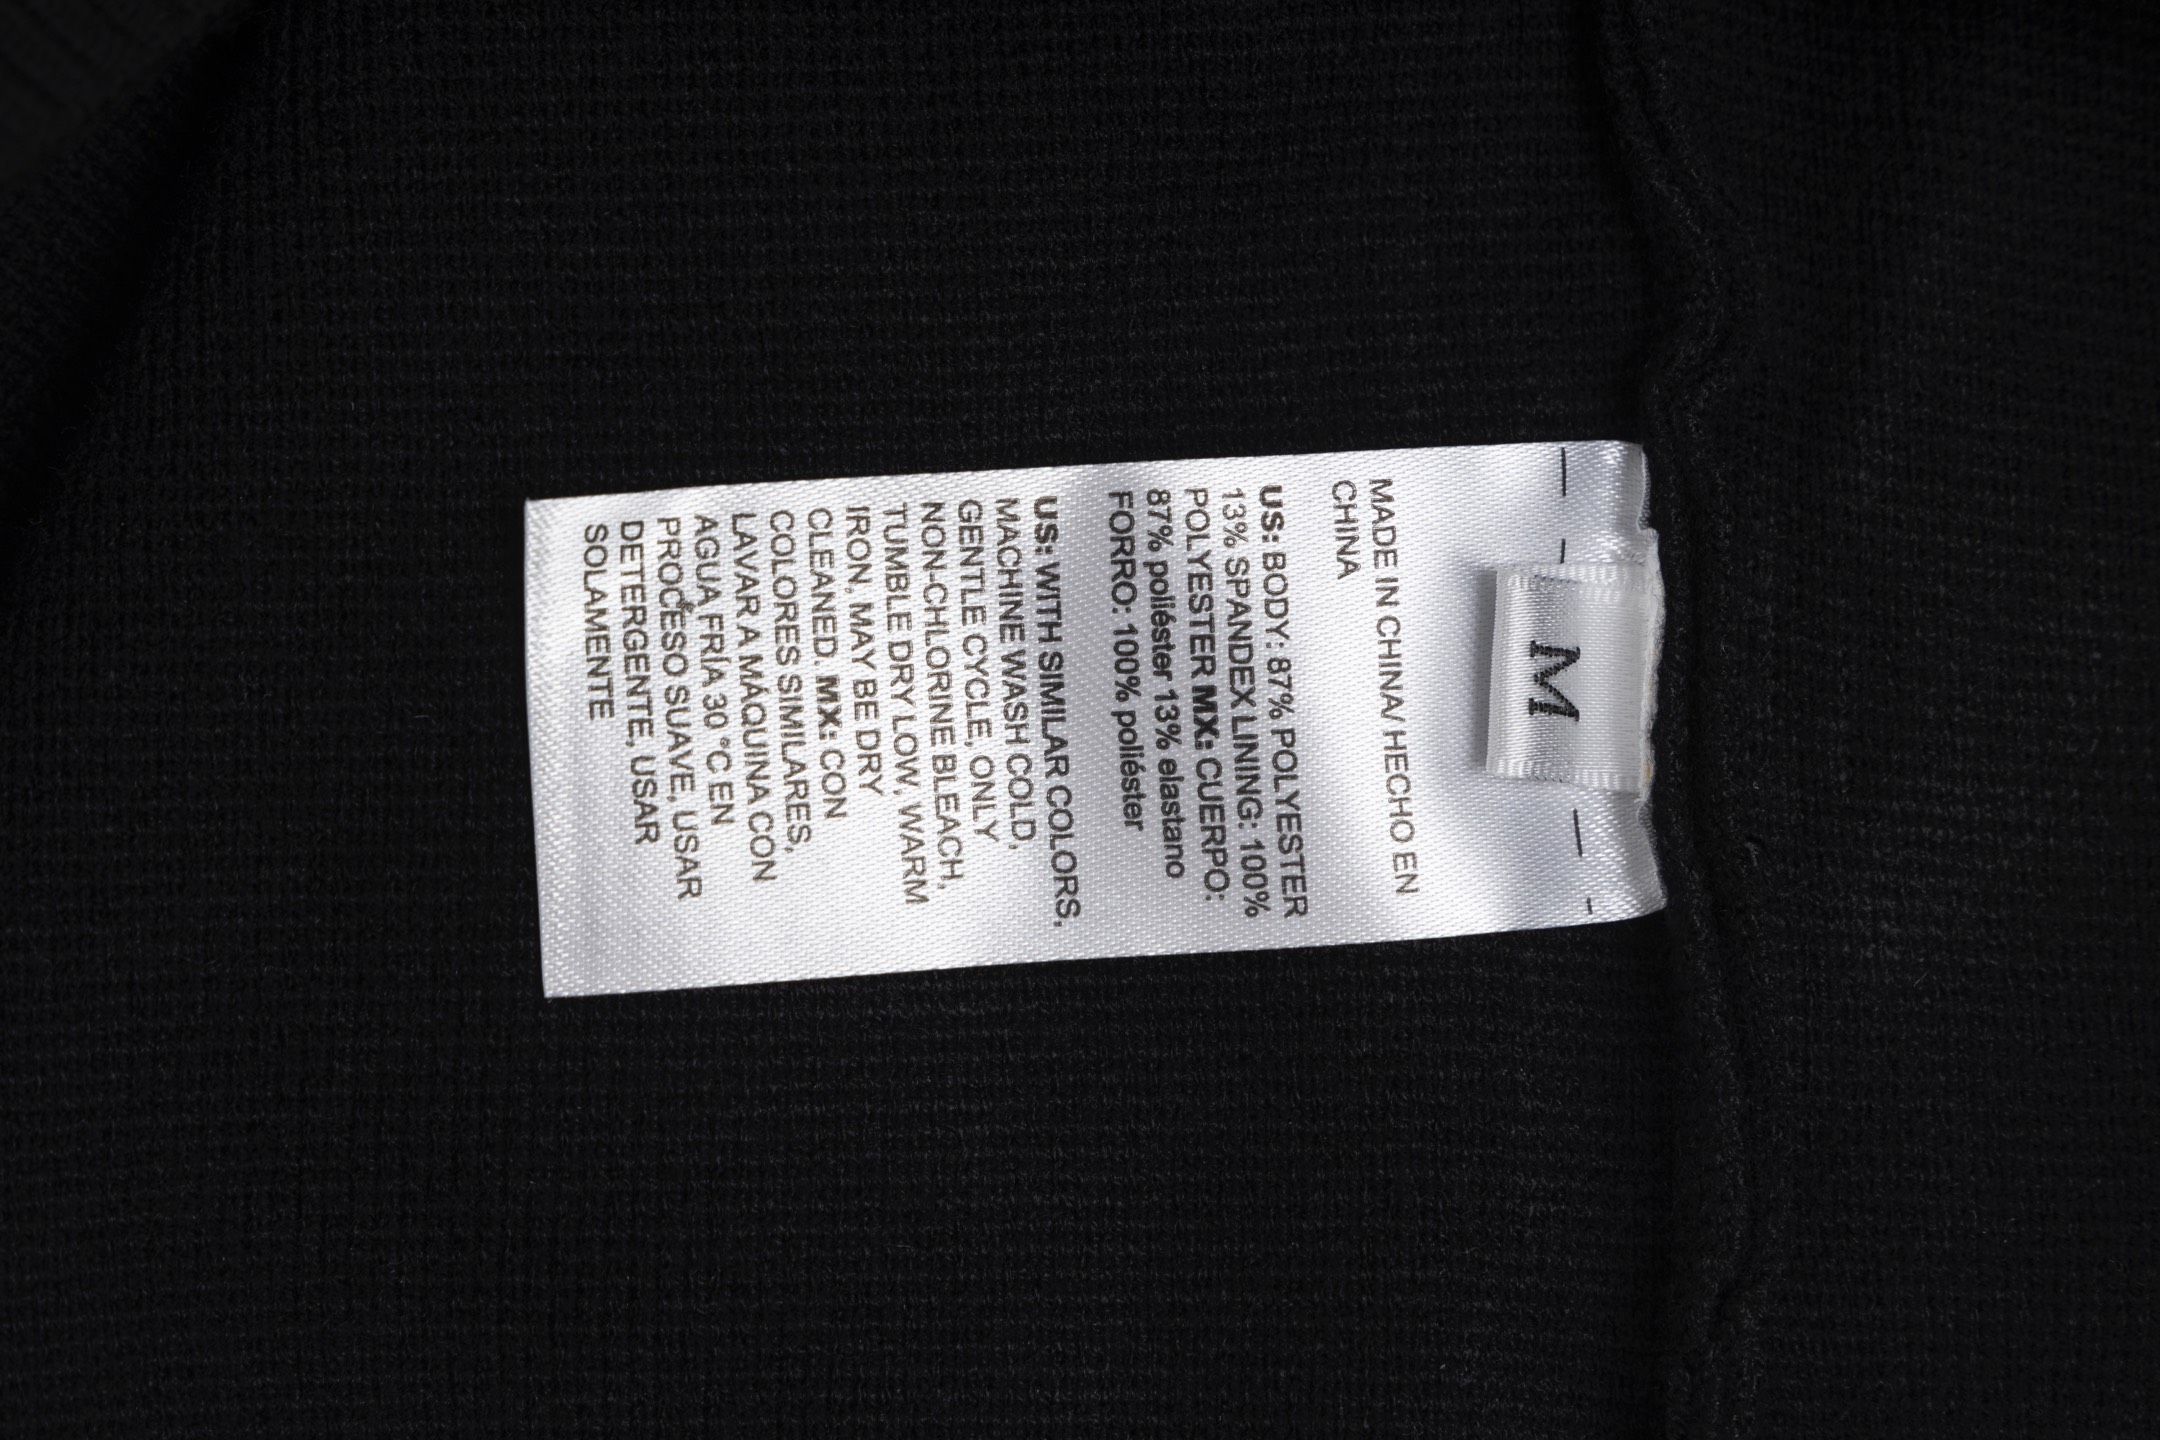 M
MADE IN CHINA/ HECHO EN
CHINA
US: BODY: 87% POLYESTER
13% SPANDEX LINING: 100%
POLYESTER MX: CUERPO:
87% poliéster 13% elastano
FORRO: 100% poliéster
US: WITH SIMILAR COLORS.
MACHINE WASH COLD,
GENTLE CYCLE, ONLY
NON-CHLORINE BLEACH,
TUMBLE DRY LOW, WARM
IRON, MAY BE DRY
CLEANED. MX: CON
COLORES SIMILARES,
LAVAR A MÁQUINA CON
AGUA FRÍA 30 °C EN
PROCESO SUAVE, USAR
DETERGENTE, USAR
SOLAMENTE